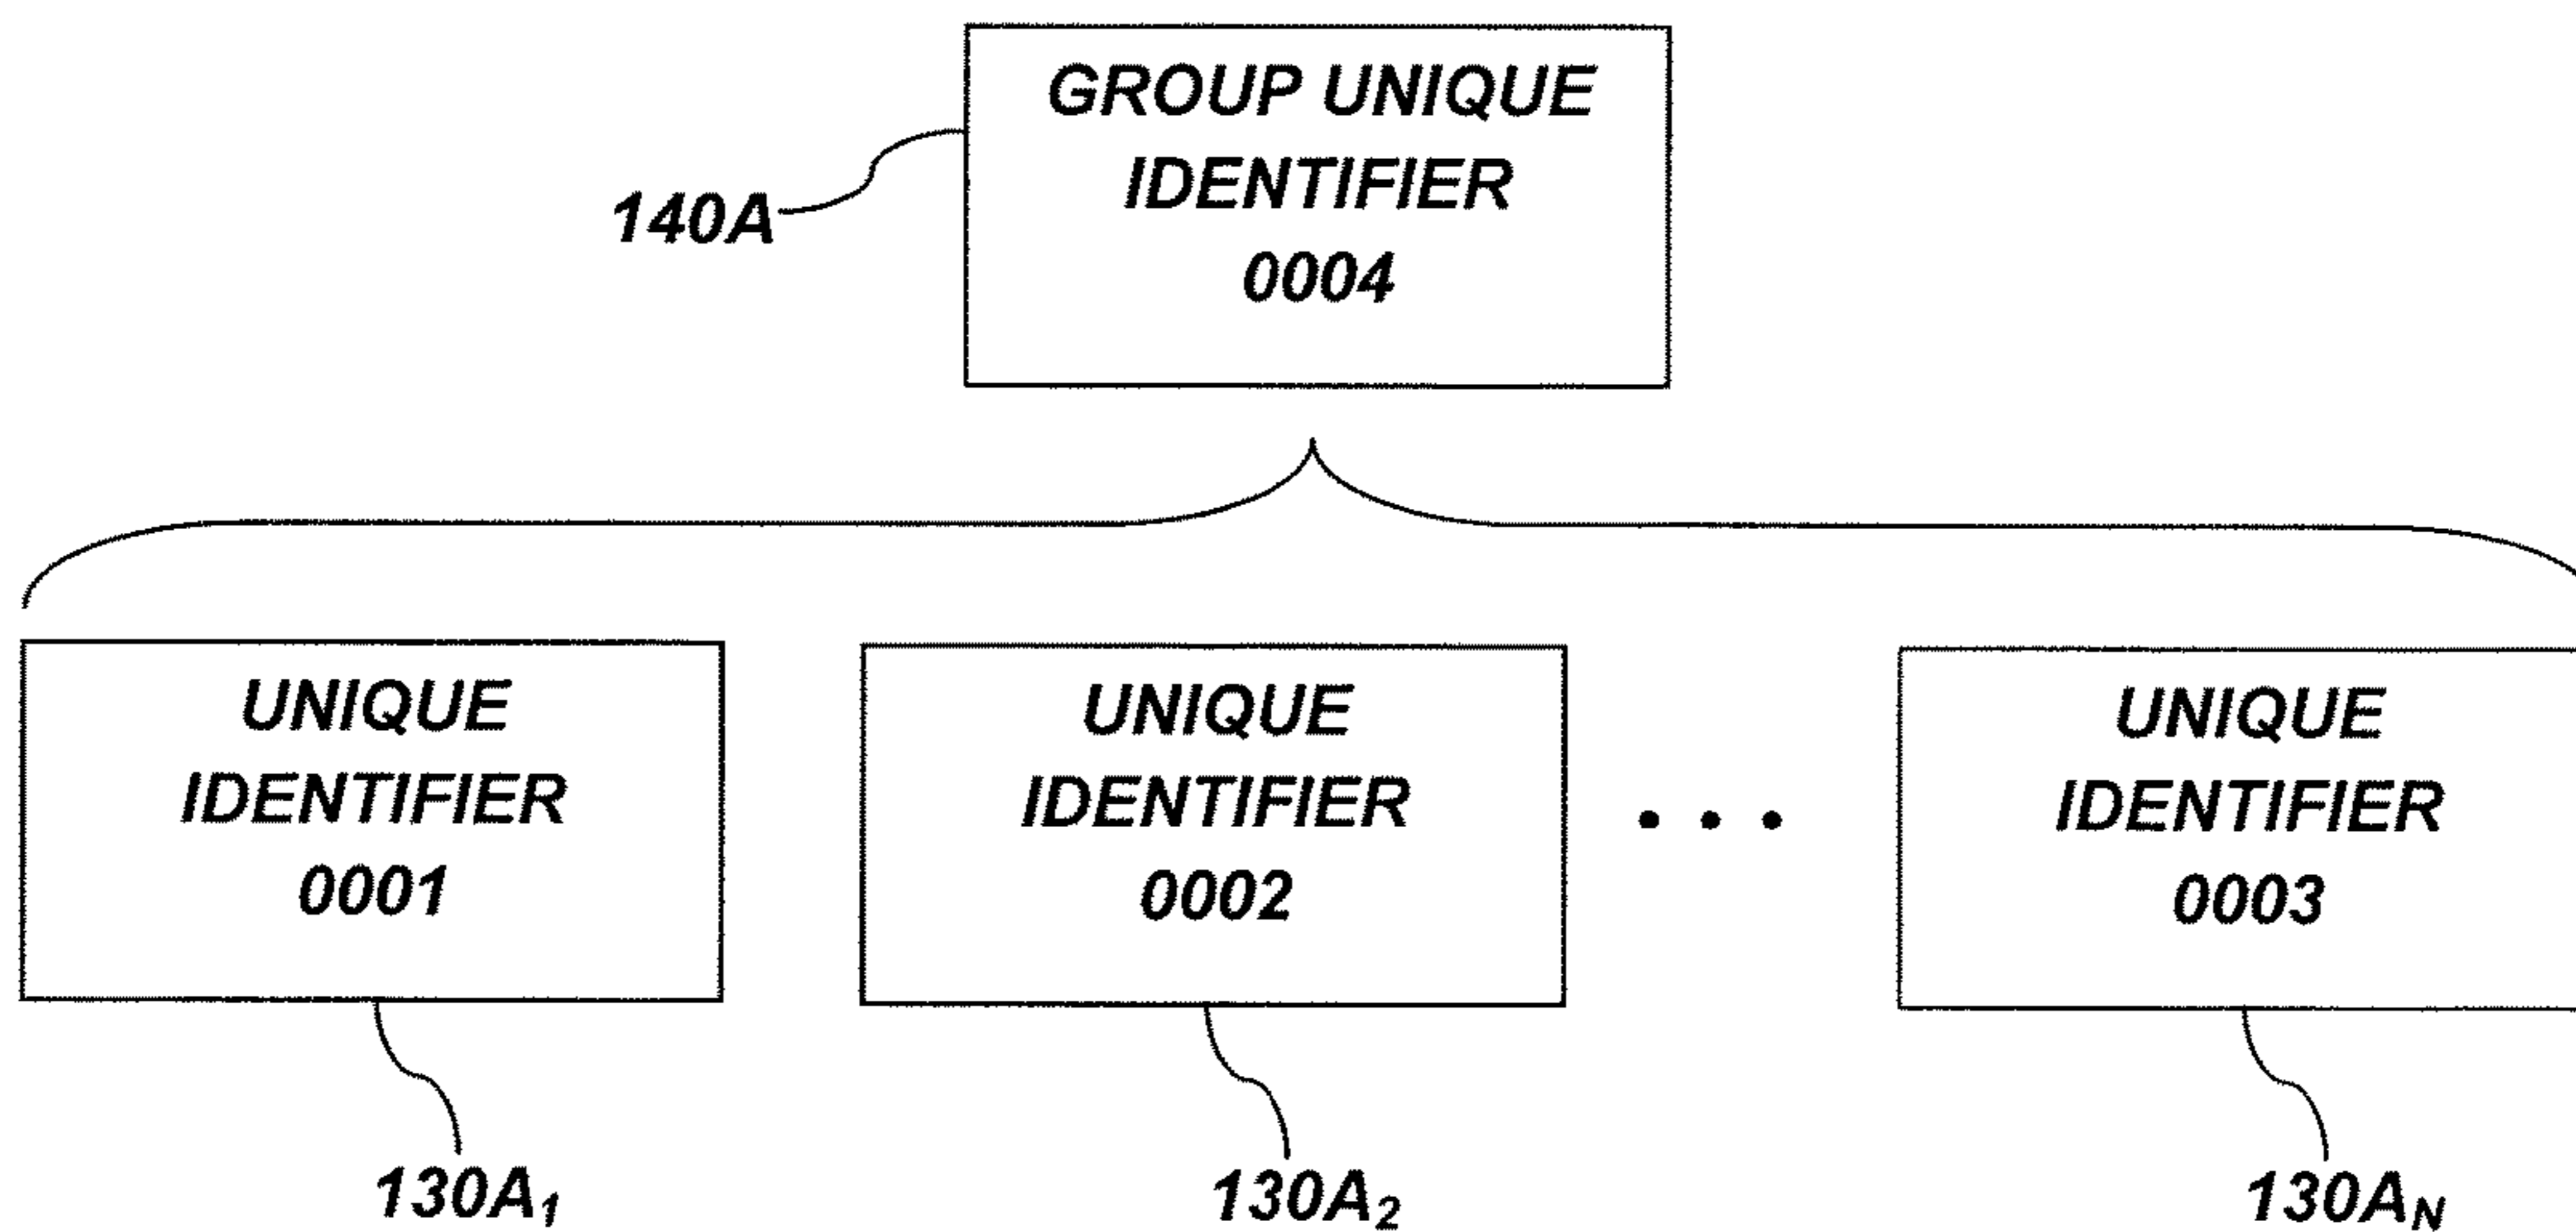 GROUP UNIQUE
IDENTIFIER
0004
140A
UNIQUE
IDENTIFIER
0001
UNIQUE
IDENTIFIER
0002
. . .
UNIQUE
IDENTIFIER
0003
130A₁
130A₂
130Aₙ